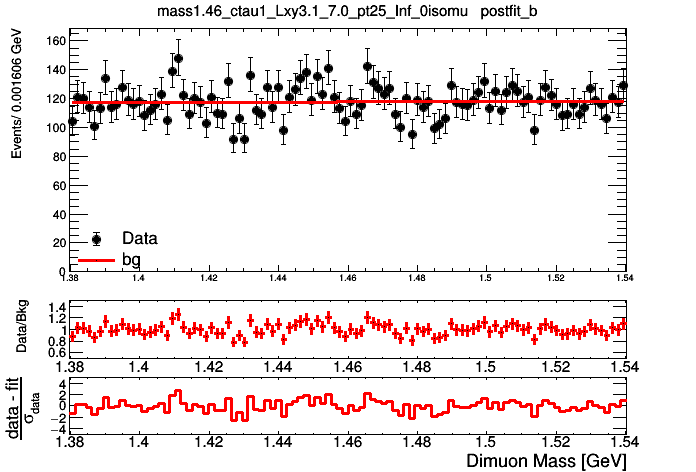 mass1.46_ctau1_Lxy3.1_7.0_pt25_Inf_0isomu postfit_b
Events/ 0.001606 GeV
160
140
120
100
80
60
40
20
0
Data
bg
1.38 1.4 1.42 1.44 1.46 1.48 1.5 1.52 1.54
Data/Bkg
1.4
1.2
1
0.8
0.6
1.38 1.4 1.42 1.44 1.46 1.48 1.5 1.52 1.54
data - fit
σdata
4
2
0
−2
−4
1.38 1.4 1.42 1.44 1.46 1.48 1.5 1.52 1.54
Dimuon Mass [GeV]